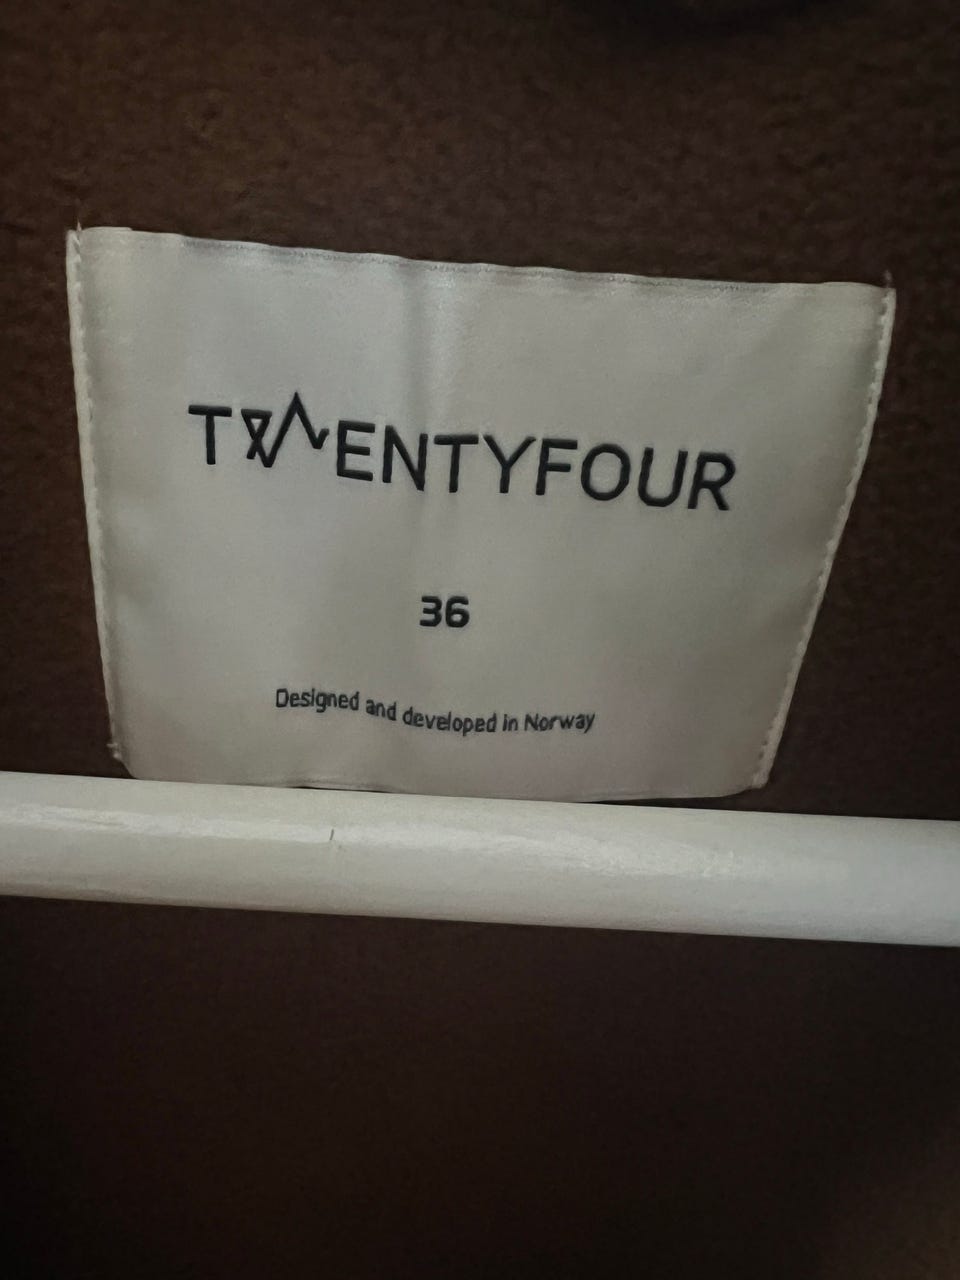 TWENTYFOUR
36
Designed and developed in Norway